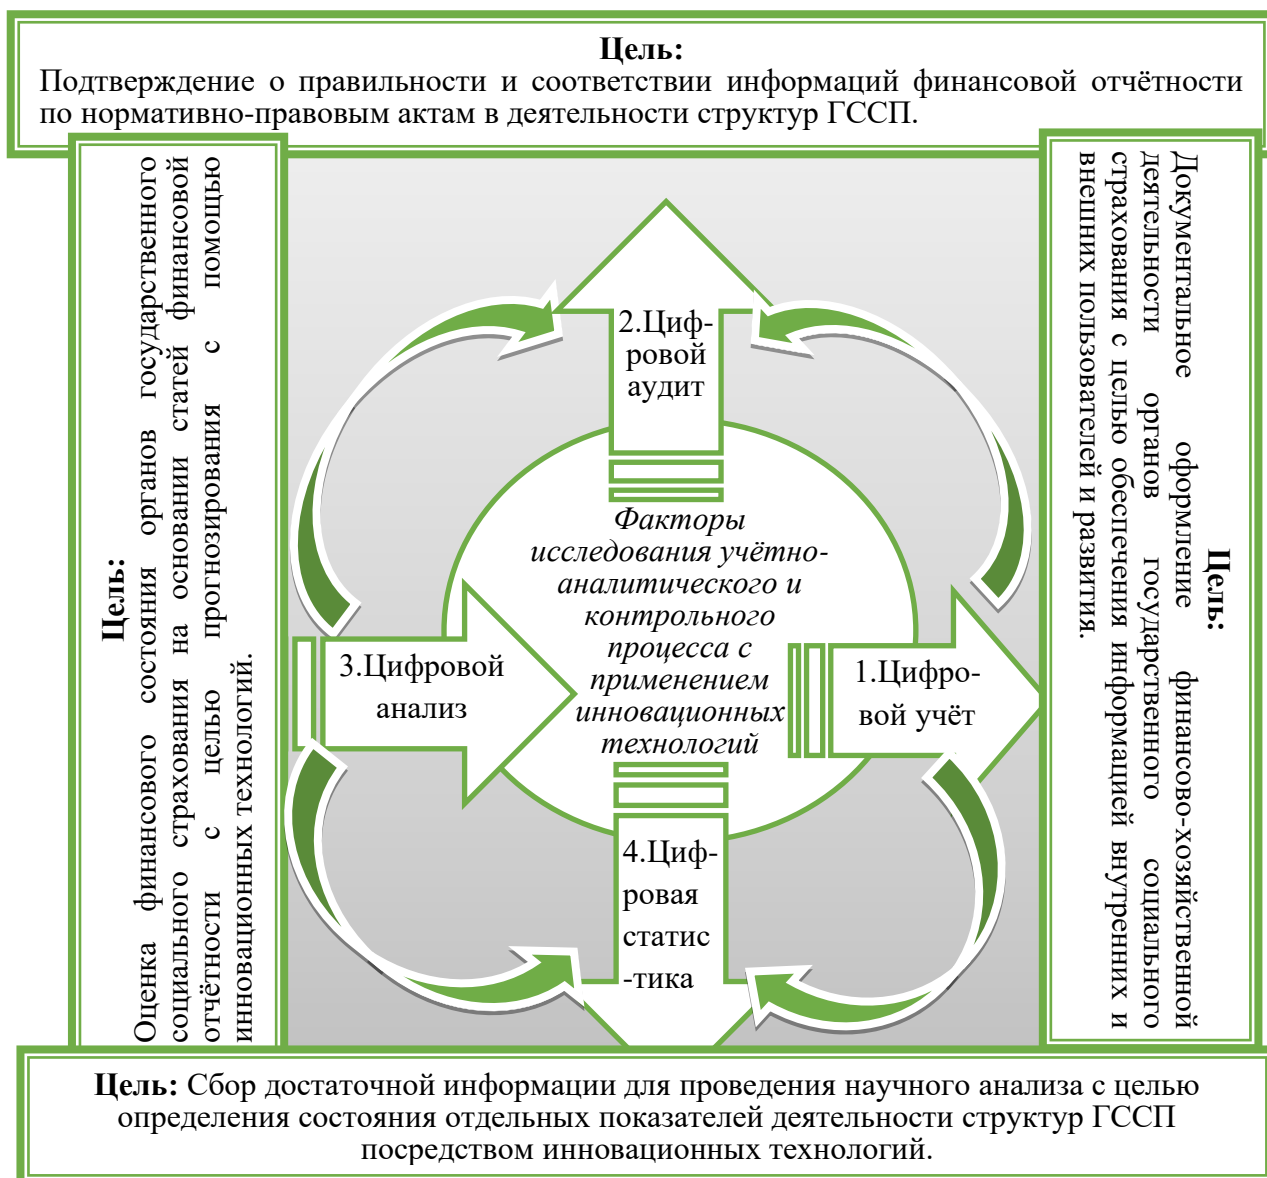 Цель:
Подтверждение о правильности и соответствии информаций финансовой отчётности
по нормативно-правовым актам в деятельности структур ГССП.
Цель:
Оценка финансового состояния органов государственного
социального страхования на основании статей финансовой
отчётности с целью прогнозирования с помощью
инновационных технологий.
2.Циф-
ровой
аудит
Факторы
исследования учётно-
аналитического и
контрольного
процесса с
применением
инновационных
технологий
3.Цифровой
анализ
1.Цифро-
вой учёт
4.Циф-
ровая
статис
-тика
Цель:
Документальное оформление финансово-хозяйственной
деятельности органов государственного социального
страхования с целью обеспечения информацией внутренних и
внешних пользователей и развития.
Цель: Сбор достаточной информации для проведения научного анализа с целью
определения состояния отдельных показателей деятельности структур ГССП
посредством инновационных технологий.